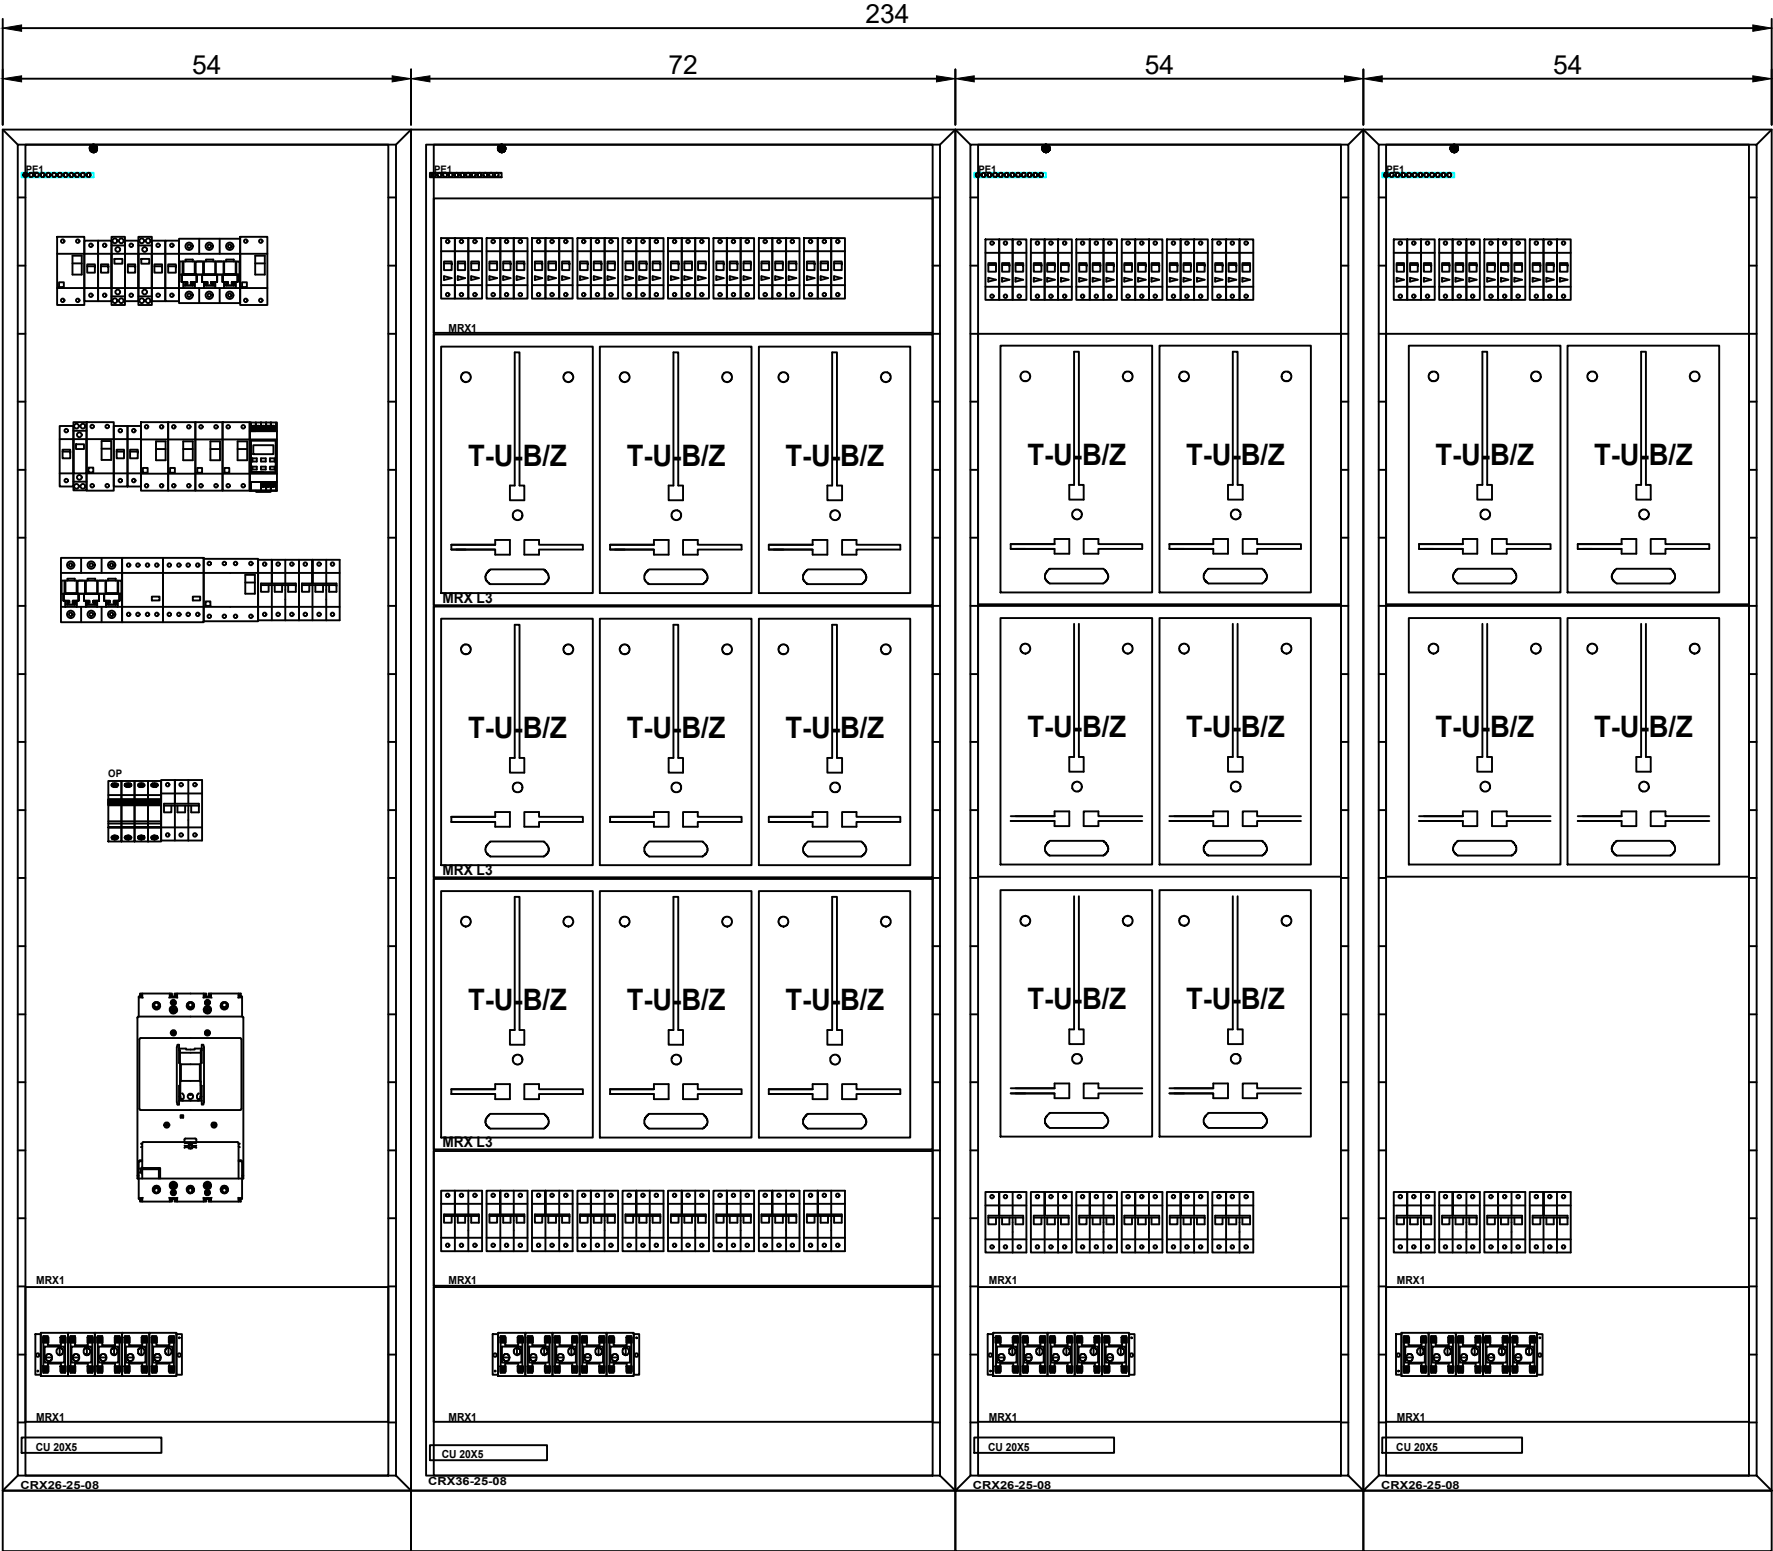 234
54 72 54 54
PE1 PE1 PE1 PE1
MRX1
T-U-B/Z T-U-B/Z T-U-B/Z T-U-B/Z T-U-B/Z T-U-B/Z T-U-B/Z
MRX L3
T-U-B/Z T-U-B/Z T-U-B/Z T-U-B/Z T-U-B/Z T-U-B/Z T-U-B/Z
OP
MRX L3
T-U-B/Z T-U-B/Z T-U-B/Z T-U-B/Z T-U-B/Z
MRX L3
MRX1 MRX1 MRX1 MRX1
MRX1 MRX1 MRX1 MRX1
CU 20X5 CU 20X5 CU 20X5 CU 20X5
CRX26-25-08 CRX36-25-08 CRX26-25-08 CRX26-25-08